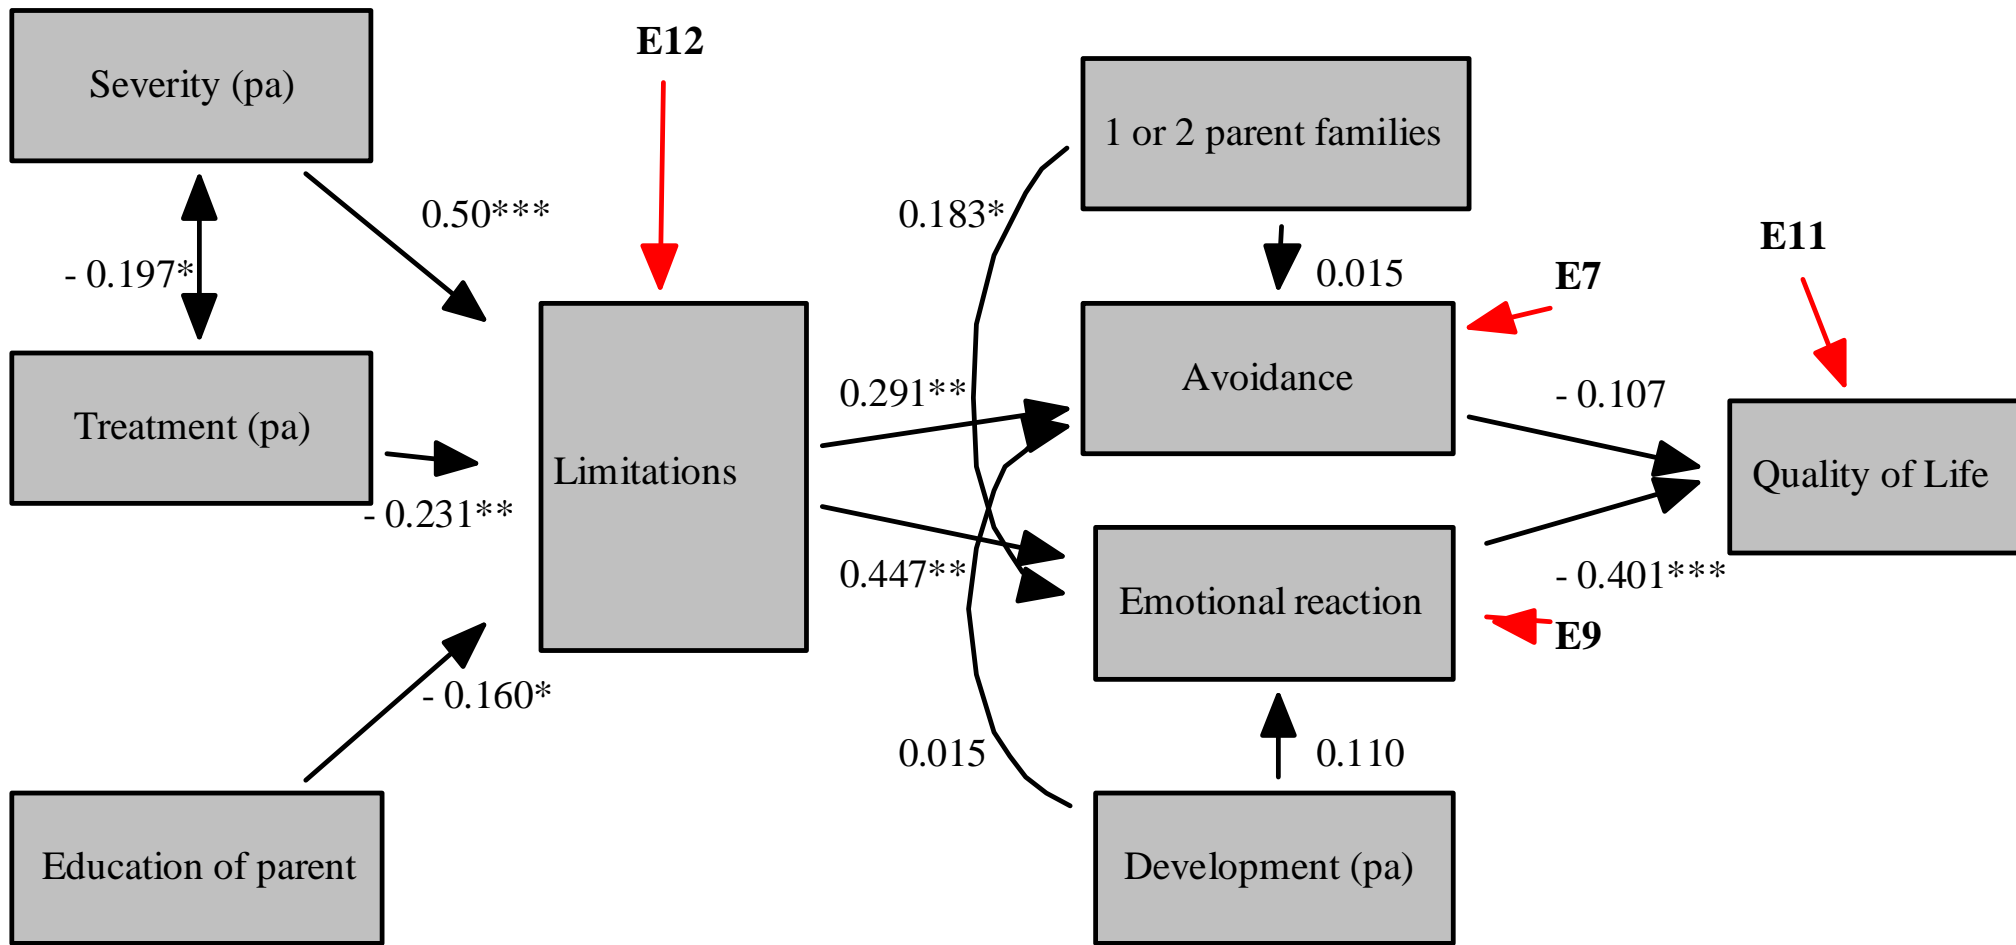 E12
Severity (pa)
1 or 2 parent families
0.50***
0.183*
E11
- 0.197*
0.015
E7
Avoidance
0.291**
- 0.107
Treatment (pa)
Limitations
Quality of Life
- 0.231**
0.447**
- 0.401***
Emotional reaction
E9
- 0.160*
0.015
0.110
Education of parent
Development (pa)